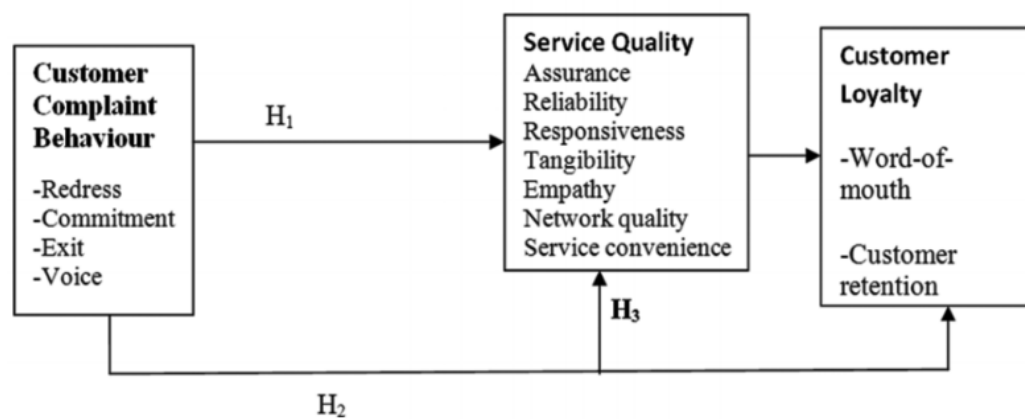 Customer
Complaint
Behaviour
-Redress
-Commitment
-Exit
-Voice
H₁
Service Quality
Assurance
Reliability
Responsiveness
Tangibility
Empathy
Network quality
Service convenience
Customer
Loyalty
-Word-of-
mouth
-Customer
retention
H₃
H₂